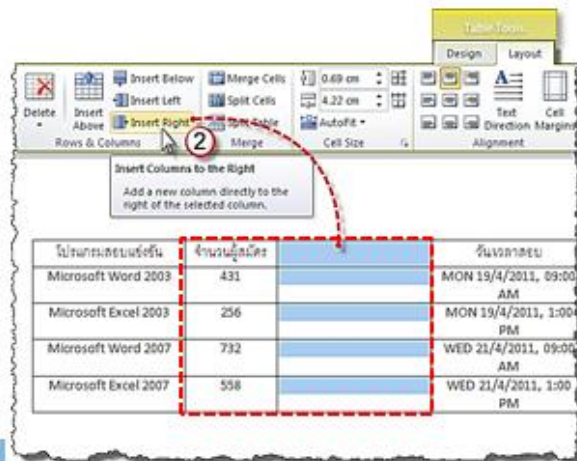 Table Tools
Design Layout
Delete
Insert Above
Insert Below
Insert Left
Insert Right
Rows & Columns
Merge Cells
Split Cells
Split Table
Merge
0.69 cm
4.22 cm
AutoFit
Cell Size
Text Direction
Cell Margins
Alignment
2
Insert Columns to the Right
Add a new column directly to the
right of the selected column.
โปรแกรมสอบแข่งขัน จำนวนผู้สมัคร วันเวลาสอบ
Microsoft Word 2003 431 MON 19/4/2011, 09:00
AM
Microsoft Excel 2003 256 MON 19/4/2011, 1:00
PM
Microsoft Word 2007 732 WED 21/4/2011, 09:00
AM
Microsoft Excel 2007 558 WED 21/4/2011, 1:00
PM